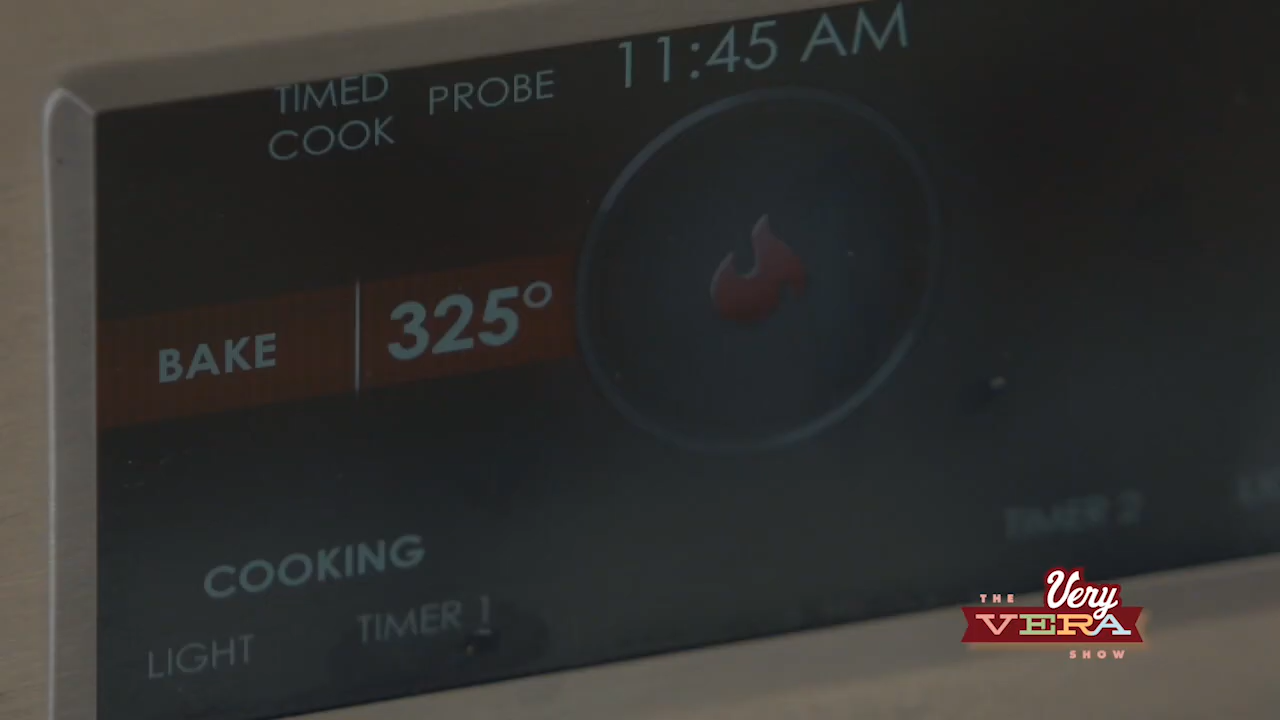 11:45 AM
TIMED
COOK
PROBE
BAKE
325°
COOKING
LIGHT
TIMER 1
TIMER 2
THE
Very
VERA
SHOW